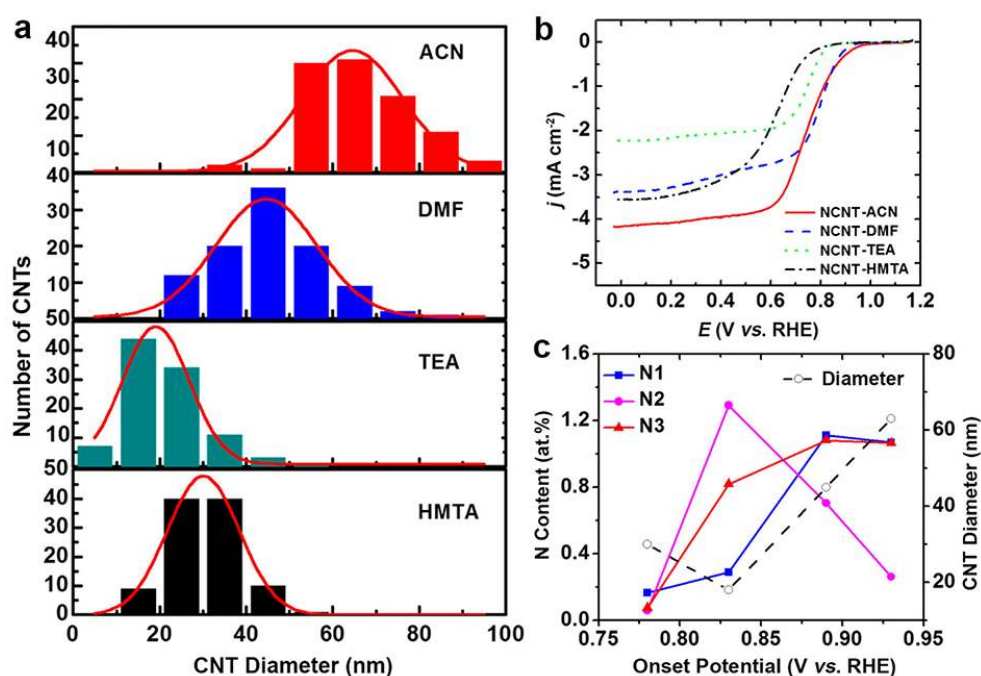 a
ACN
DMF
TEA
HMTA
Number of CNTs
40
30
20
10
40
30
20
10
50
40
30
20
10
50
40
30
20
10
0
0 20 40 60 80 100
CNT Diameter (nm)
b
0
-1
-2
-3
-4
-5
j (mA cm-2)
NCNT-ACN
NCNT-DMF
NCNT-TEA
NCNT-HMTA
0.0 0.2 0.4 0.6 0.8 1.0 1.2
E (V vs. RHE)
c
1.6
1.2
0.8
0.4
0.0
N Content (at.%)
N1
N2
N3
Diameter
80
60
40
20
CNT Diameter (nm)
0.75 0.80 0.85 0.90 0.95
Onset Potential (V vs. RHE)